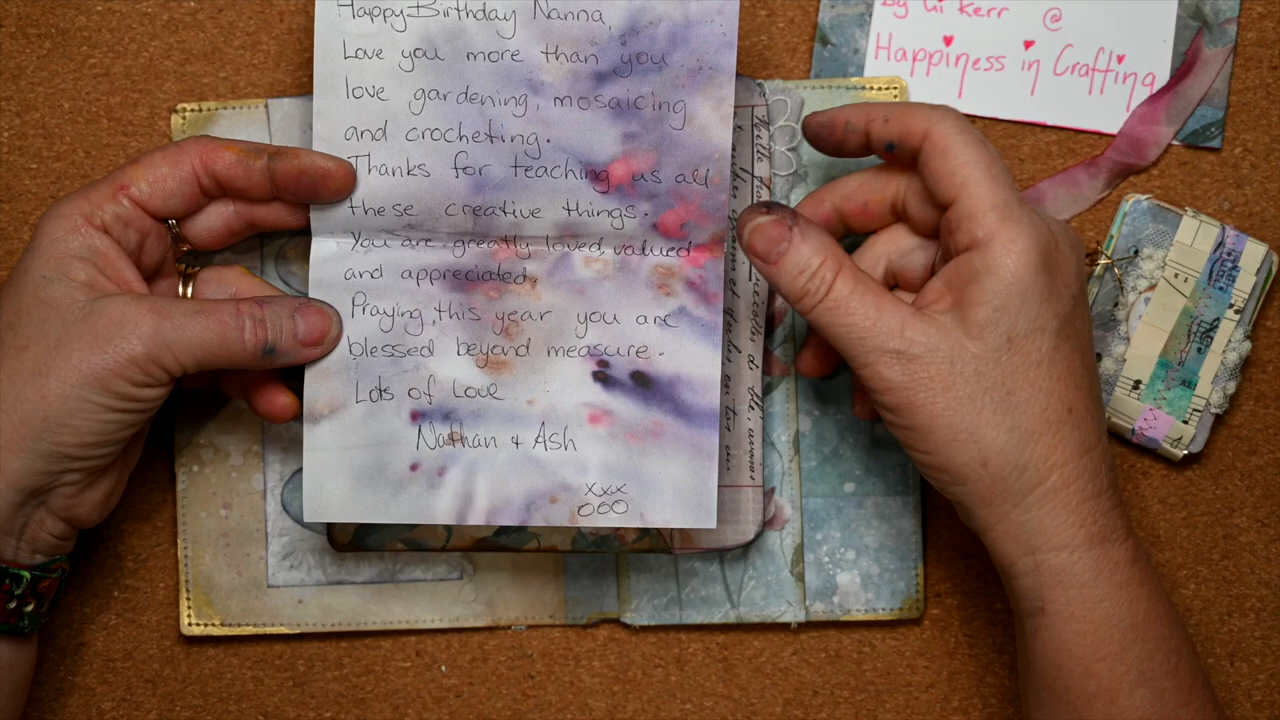 Happy Birthday Nanna,
Love you more than you
love gardening, mosaicing
and crocheting.
Thanks for teaching us all
these creative things.
You are greatly loved, valued
and appreciated.
Praying this year you are
blessed beyond measure.
Lots of Love
Nathan & Ash
xxx
OOO
Kerr @
Happiness in Crafting